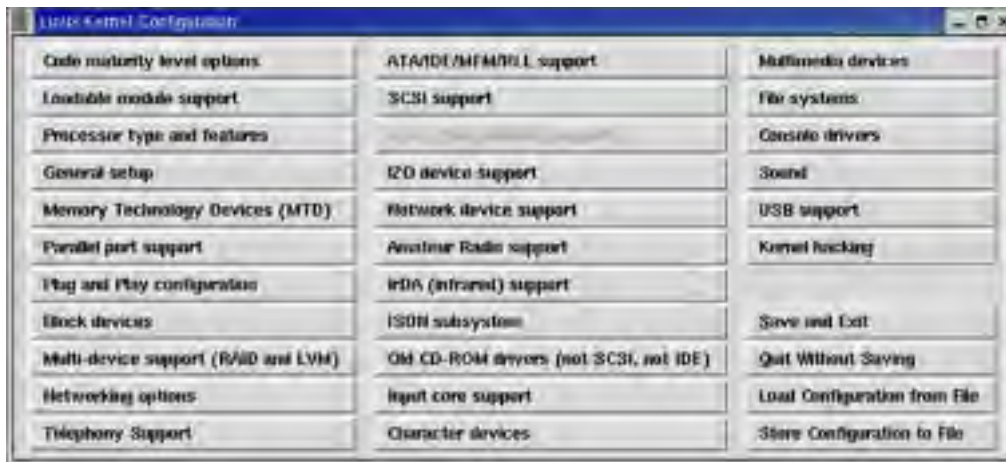 Linux Kernel Configuration
Code maturity level options
Loadable module support
Processor type and features
General setup
Memory Technology Devices (MTD)
Parallel port support
Plug and Play configuration
Block devices
Multi-device support (RAID and LVM)
Networking options
Telephony Support
ATA/IDE/MFM/RLL support
SCSI support
I2O device support
Network device support
Amateur Radio support
IrDA (infrared) support
ISDN subsystem
Old CD-ROM drivers (not SCSI, not IDE)
Input core support
Character devices
Multimedia devices
File systems
Console drivers
Sound
USB support
Kernel hacking
Save and Exit
Quit Without Saving
Load Configuration from File
Store Configuration to File